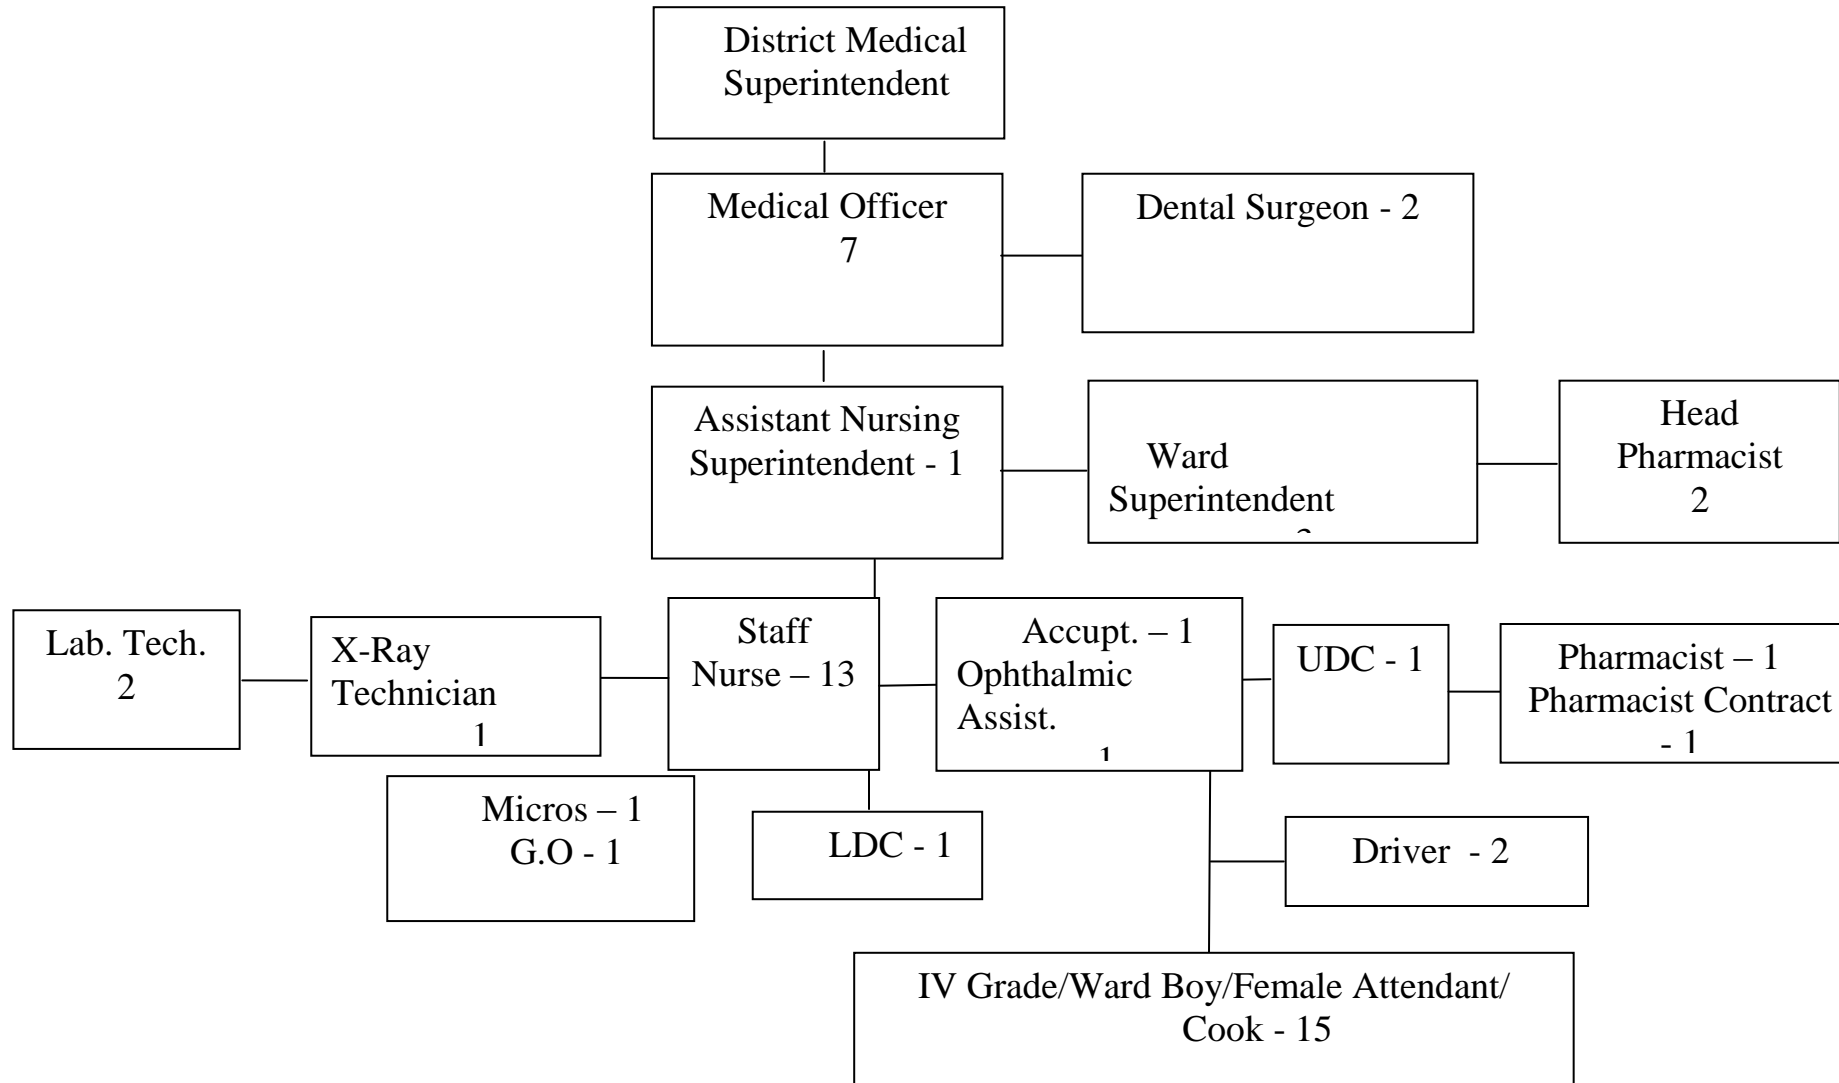 District Medical
Superintendent
Medical Officer
7
Dental Surgeon - 2
Assistant Nursing
Superintendent - 1
Ward
Superintendent
Head
Pharmacist
2
Lab. Tech.
2
X-Ray
Technician
1
Staff
Nurse – 13
Accupt. – 1
Ophthalmic
Assist.
1
UDC - 1
Pharmacist – 1
Pharmacist Contract
- 1
Micros – 1
G.O - 1
LDC - 1
Driver - 2
IV Grade/Ward Boy/Female Attendant/
Cook - 15